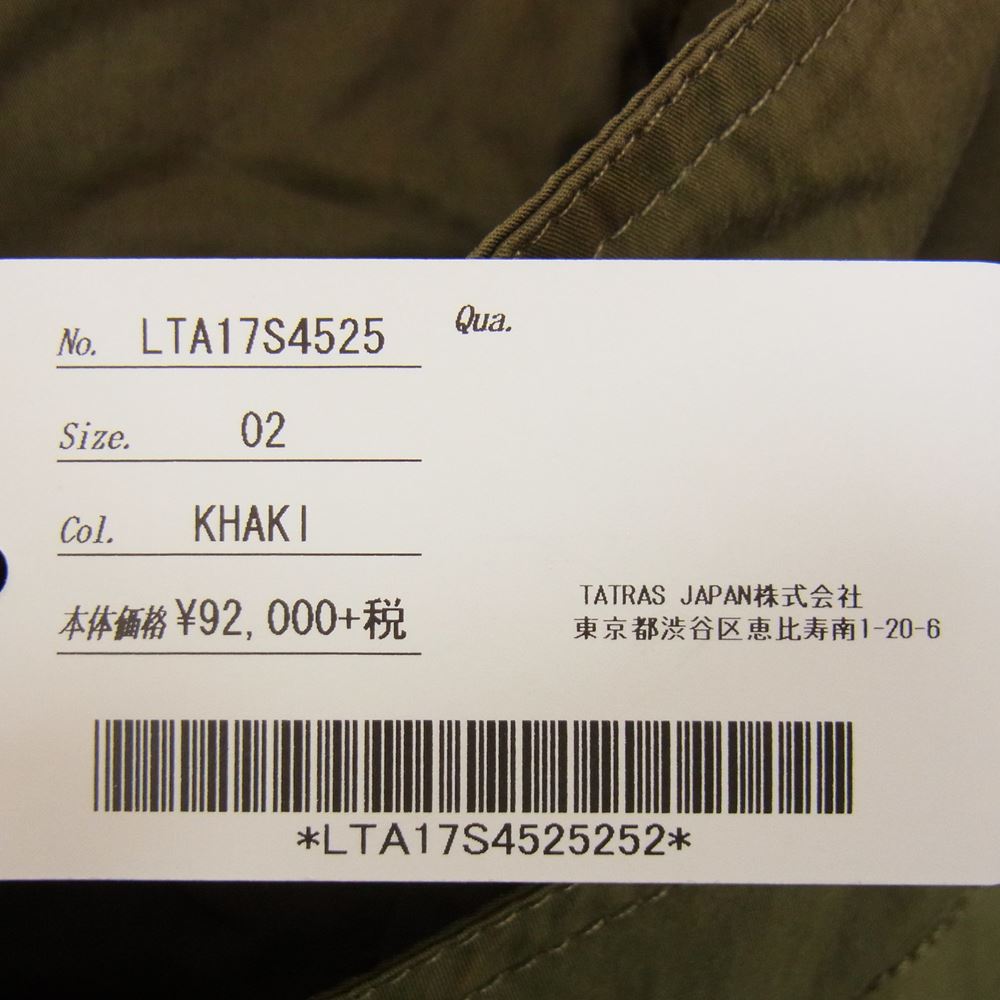 No. LTA17S4525
Qua.
Size. 02
Col. KHAKI
本体価格 ¥92,000+税
TATRAS JAPAN株式会社
東京都渋谷区恵比寿南1-20-6
*LTA17S4525252*